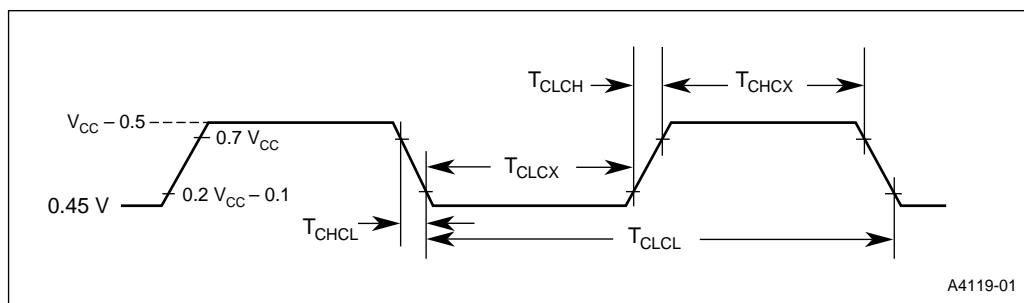 T_CLCH
T_CHCX
V_CC – 0.5
0.7 V_CC
T_CLCX
0.2 V_CC – 0.1
0.45 V
T_CHCL
T_CLCL
A4119-01